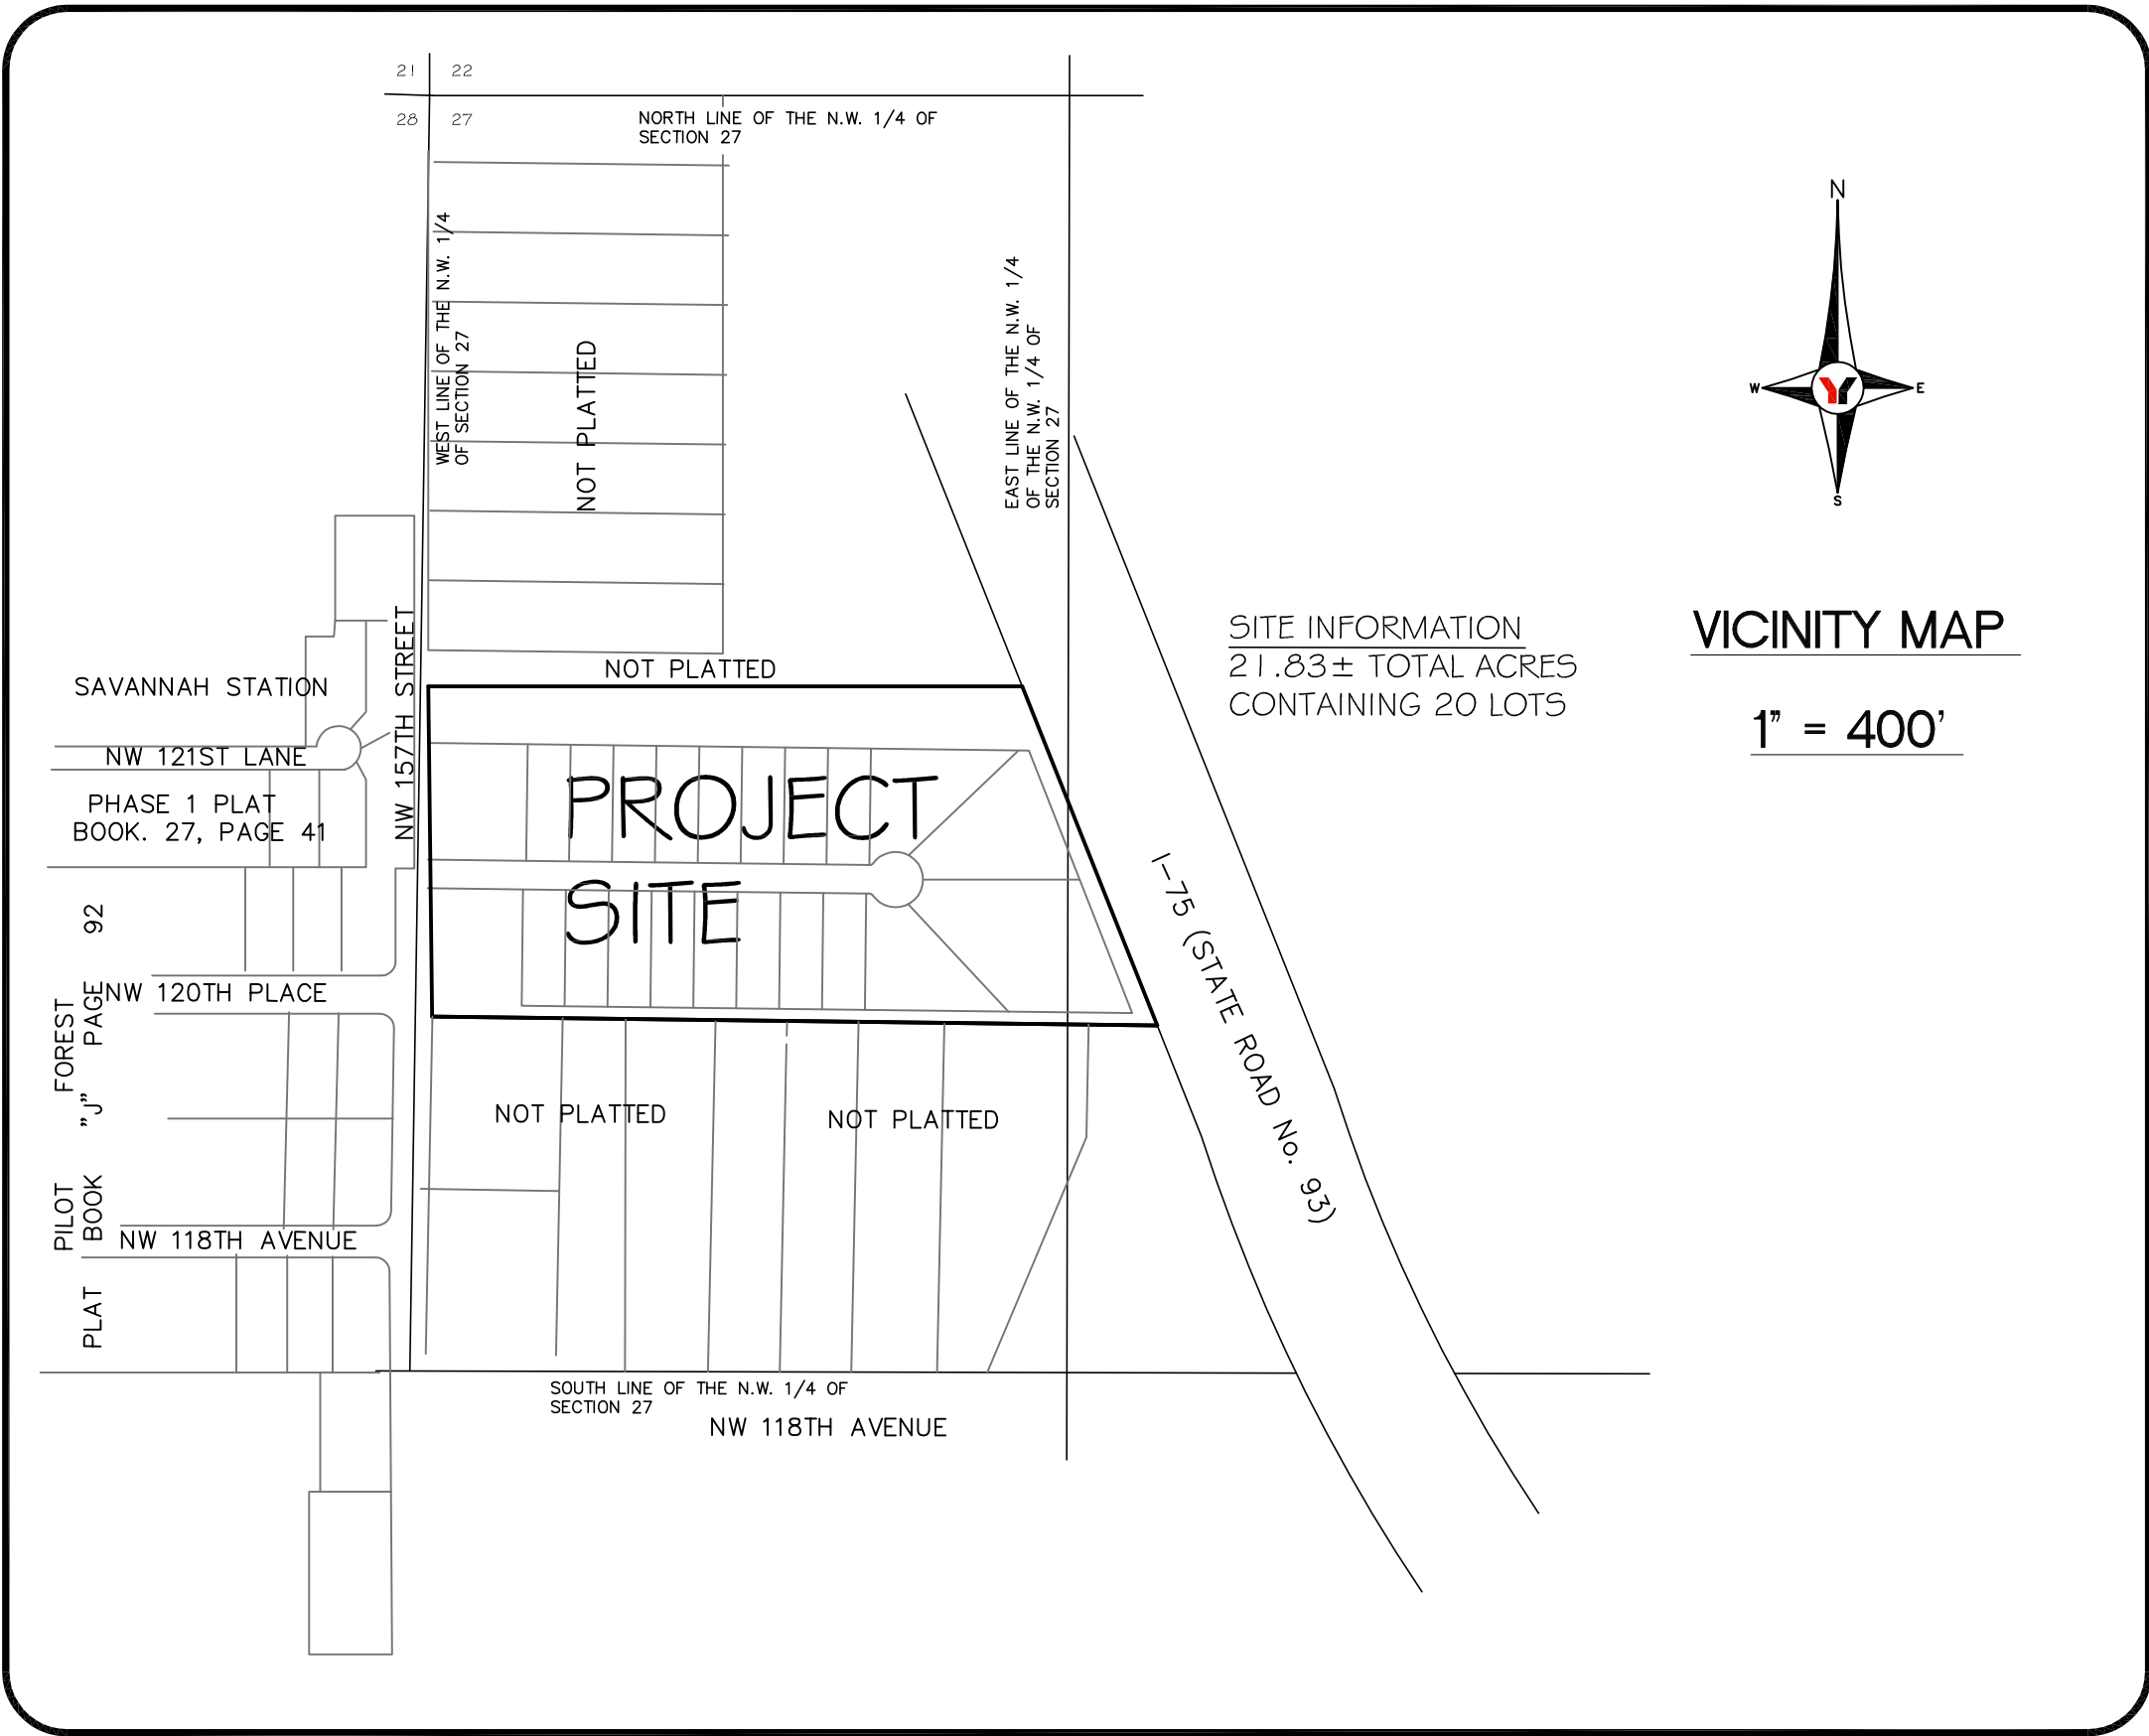 21 22
28 27
NORTH LINE OF THE N.W. 1/4 OF
SECTION 27
WEST LINE OF THE N.W. 1/4
OF SECTION 27
NOT PLATTED
EAST LINE OF THE N.W. 1/4
OF THE N.W. 1/4 OF
SECTION 27
N
W
E
S
VICINITY MAP
1" = 400'
SITE INFORMATION
21.83± TOTAL ACRES
CONTAINING 20 LOTS
NOT PLATTED
SAVANNAH STATION
NW 121ST LANE
PHASE 1 PLAT
BOOK. 27, PAGE 41
NW 157TH STREET
PROJECT
SITE
I-75 (STATE ROAD No. 93)
NW 120TH PLACE
PILOT FOREST
PLAT BOOK "J" PAGE 92
NOT PLATTED
NOT PLATTED
NW 118TH AVENUE
SOUTH LINE OF THE N.W. 1/4 OF
SECTION 27
NW 118TH AVENUE